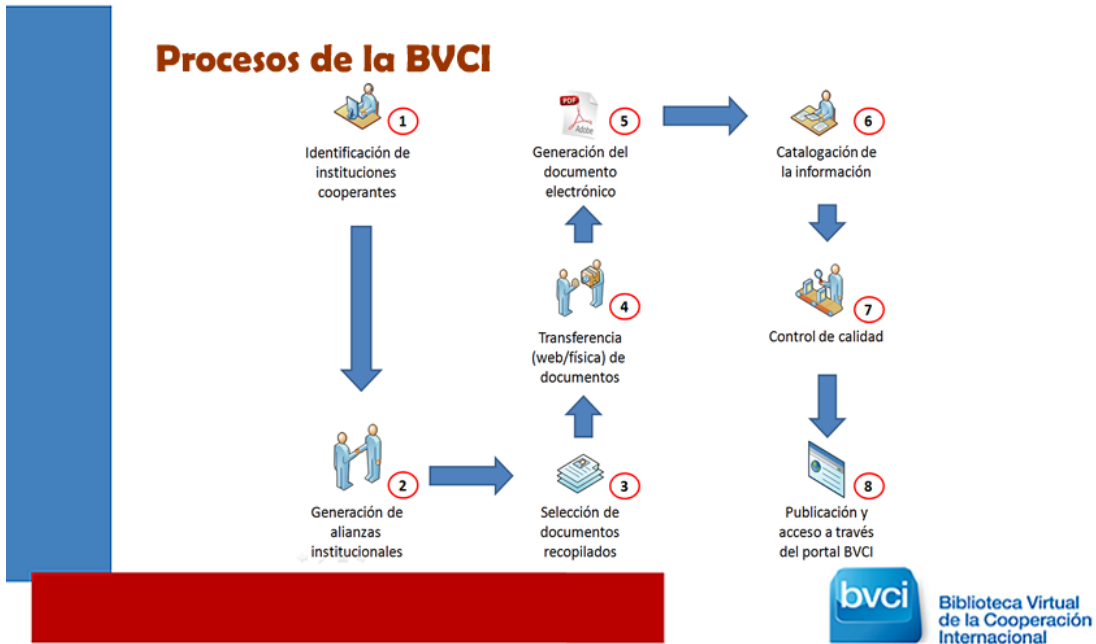 Procesos de la BVCI
1
Identificación de
instituciones
cooperantes
2
Generación de
alianzas
institucionales
3
Selección de
documentos
recopilados
4
Transferencia
(web/física) de
documentos
PDF
Adobe
5
Generación del
documento
electrónico
6
Catalogación de
la información
7
Control de calidad
8
Publicación y
acceso a través
del portal BVCI
bvci
Biblioteca Virtual
de la Cooperación
Internacional